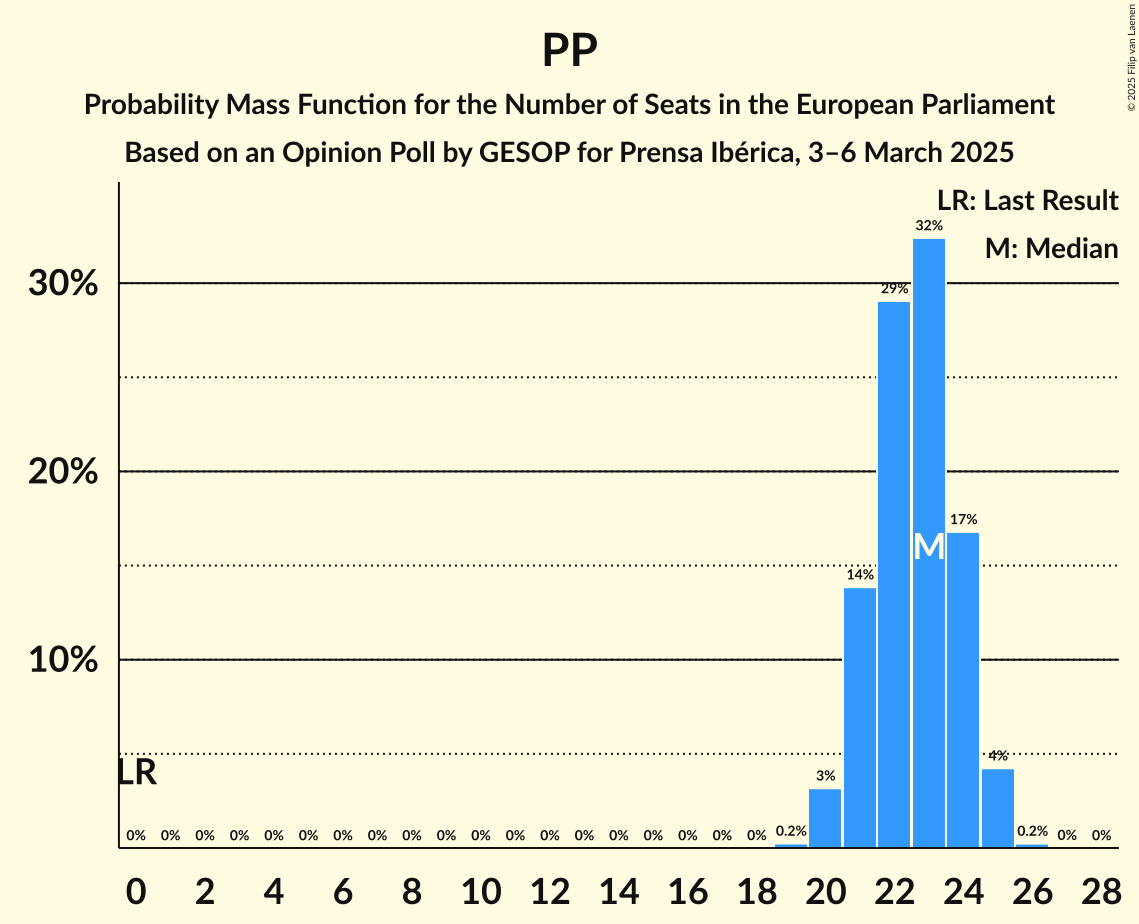 PP
Probability Mass Function for the Number of Seats in the European Parliament
Based on an Opinion Poll by GESOP for Prensa Ibérica, 3–6 March 2025
© 2025 Filip van Laenen
LR: Last Result
M: Median
30%
20%
10%
32%
29%
17%
M
14%
4%
LR
3%
0% 0% 0% 0% 0% 0% 0% 0% 0% 0% 0% 0% 0% 0% 0% 0% 0% 0% 0% 0.2% 0.2% 0% 0%
0 2 4 6 8 10 12 14 16 18 20 22 24 26 28